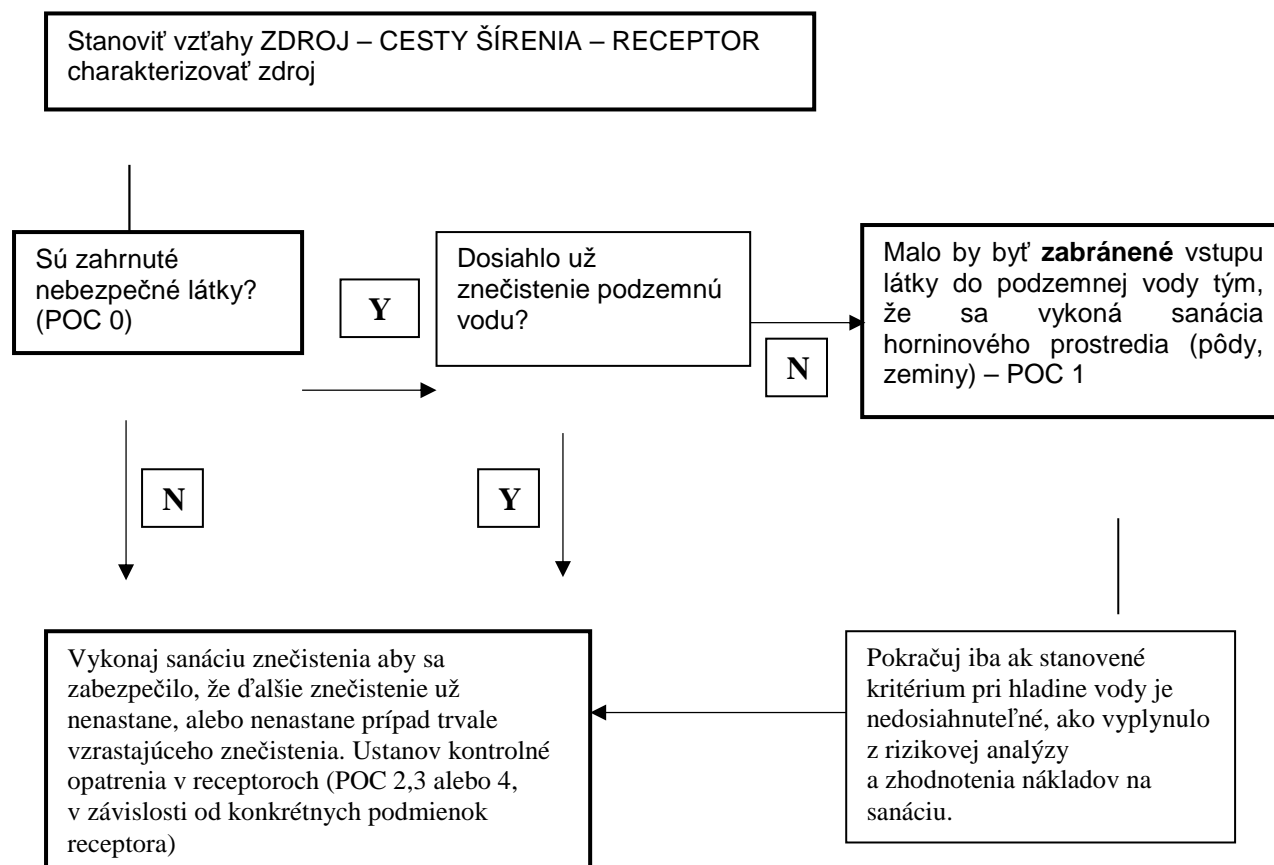 Stanoviť vzťahy ZDROJ – CESTY ŠÍRENIA – RECEPTOR
charakterizovať zdroj
Sú zahrnuté
nebezpečné látky?
(POC 0)
Y
Dosiahlo už
znečistenie podzemnú
vodu?
N
Malo by byť zabránené vstupu
látky do podzemnej vody tým,
že sa vykoná sanácia
horninového prostredia (pôdy,
zeminy) – POC 1
N
Y
Vykonaj sanáciu znečistenia aby sa
zabezpečilo, že ďalšie znečistenie už
nenastane, alebo nenastane prípad trvale
vzrastajúceho znečistenia. Ustanov kontrolné
opatrenia v receptoroch (POC 2,3 alebo 4,
v závislosti od konkrétnych podmienok
receptora)
Pokračuj iba ak stanovené
kritérium pri hladine vody je
nedosiahnuteľné, ako vyplynulo
z rizikovej analýzy
a zhodnotenia nákladov na
sanáciu.